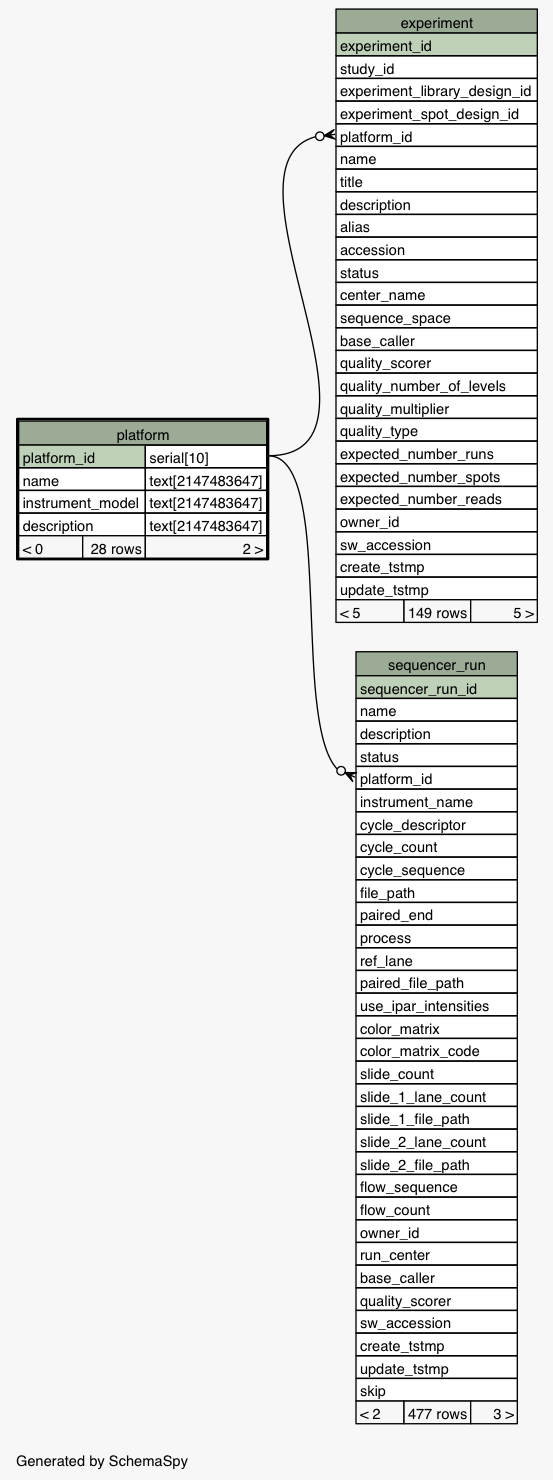 experiment
experiment_id
study_id
experiment_library_design_id
experiment_spot_design_id
platform_id
name
title
description
alias
accession
status
center_name
sequence_space
base_caller
quality_scorer
quality_number_of_levels
quality_multiplier
quality_type
expected_number_runs
expected_number_spots
expected_number_reads
owner_id
sw_accession
create_tstmp
update_tstmp
< 5 149 rows 5 >
platform
platform_id serial[10]
name text[2147483647]
instrument_model text[2147483647]
description text[2147483647]
< 0 28 rows 2 >
sequencer_run
sequencer_run_id
name
description
status
platform_id
instrument_name
cycle_descriptor
cycle_count
cycle_sequence
file_path
paired_end
process
ref_lane
paired_file_path
use_ipar_intensities
color_matrix
color_matrix_code
slide_count
slide_1_lane_count
slide_1_file_path
slide_2_lane_count
slide_2_file_path
flow_sequence
flow_count
owner_id
run_center
base_caller
quality_scorer
sw_accession
create_tstmp
update_tstmp
skip
< 2 477 rows 3 >
Generated by SchemaSpy